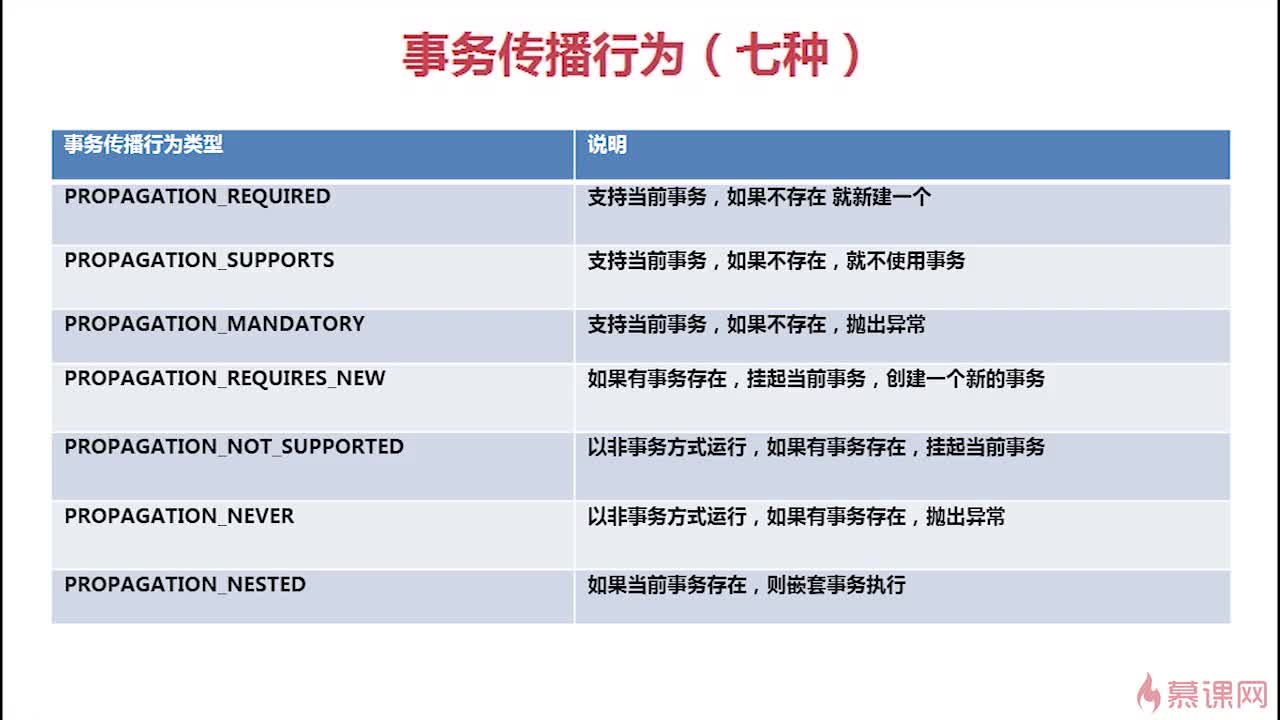 事务传播行为（七种）
事务传播行为类型 说明
PROPAGATION_REQUIRED 支持当前事务，如果不存在 就新建一个
PROPAGATION_SUPPORTS 支持当前事务，如果不存在，就不使用事务
PROPAGATION_MANDATORY 支持当前事务，如果不存在，抛出异常
PROPAGATION_REQUIRES_NEW 如果有事务存在，挂起当前事务，创建一个新的事务
PROPAGATION_NOT_SUPPORTED 以非事务方式运行，如果有事务存在，挂起当前事务
PROPAGATION_NEVER 以非事务方式运行，如果有事务存在，抛出异常
PROPAGATION_NESTED 如果当前事务存在，则嵌套事务执行
慕课网